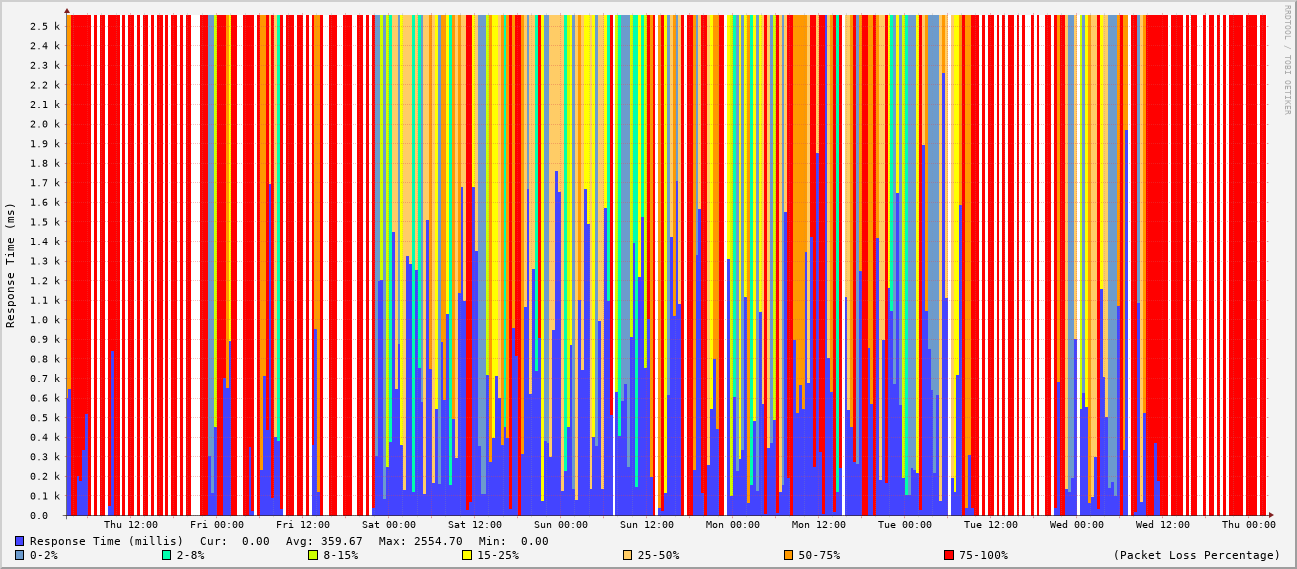 RRDTOOL / TOBI OETIKER
Response Time (ms)
2.5 k
2.4 k
2.3 k
2.2 k
2.1 k
2.0 k
1.9 k
1.8 k
1.7 k
1.6 k
1.5 k
1.4 k
1.3 k
1.2 k
1.1 k
1.0 k
0.9 k
0.8 k
0.7 k
0.6 k
0.5 k
0.4 k
0.3 k
0.2 k
0.1 k
0.0
Thu 12:00 Fri 00:00 Fri 12:00 Sat 00:00 Sat 12:00 Sun 00:00 Sun 12:00 Mon 00:00 Mon 12:00 Tue 00:00 Tue 12:00 Wed 00:00 Wed 12:00 Thu 00:00
Response Time (millis) Cur: 0.00 Avg: 359.67 Max: 2554.70 Min: 0.00
0-2% 2-8% 8-15% 15-25% 25-50% 50-75% 75-100% (Packet Loss Percentage)